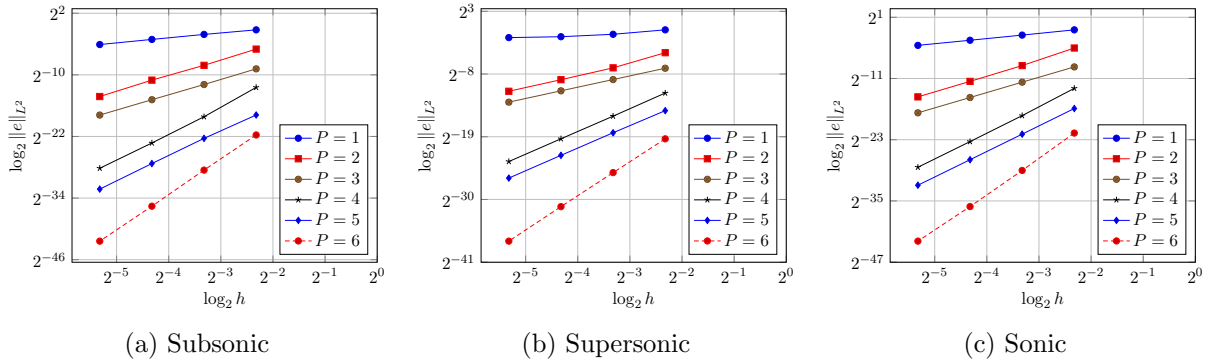 2^2
2^{-10}
2^{-22}
2^{-34}
2^{-46}
log_2 ||e||_{L^2}
2^{-5} 2^{-4} 2^{-3} 2^{-2} 2^{-1} 2^0
log_2 h
P = 1
P = 2
P = 3
P = 4
P = 5
P = 6
(a) Subsonic
2^3
2^{-8}
2^{-19}
2^{-30}
2^{-41}
log_2 ||e||_{L^2}
2^{-5} 2^{-4} 2^{-3} 2^{-2} 2^{-1} 2^0
log_2 h
P = 1
P = 2
P = 3
P = 4
P = 5
P = 6
(b) Supersonic
2^1
2^{-11}
2^{-23}
2^{-35}
2^{-47}
log_2 ||e||_{L^2}
2^{-5} 2^{-4} 2^{-3} 2^{-2} 2^{-1} 2^0
log_2 h
P = 1
P = 2
P = 3
P = 4
P = 5
P = 6
(c) Sonic